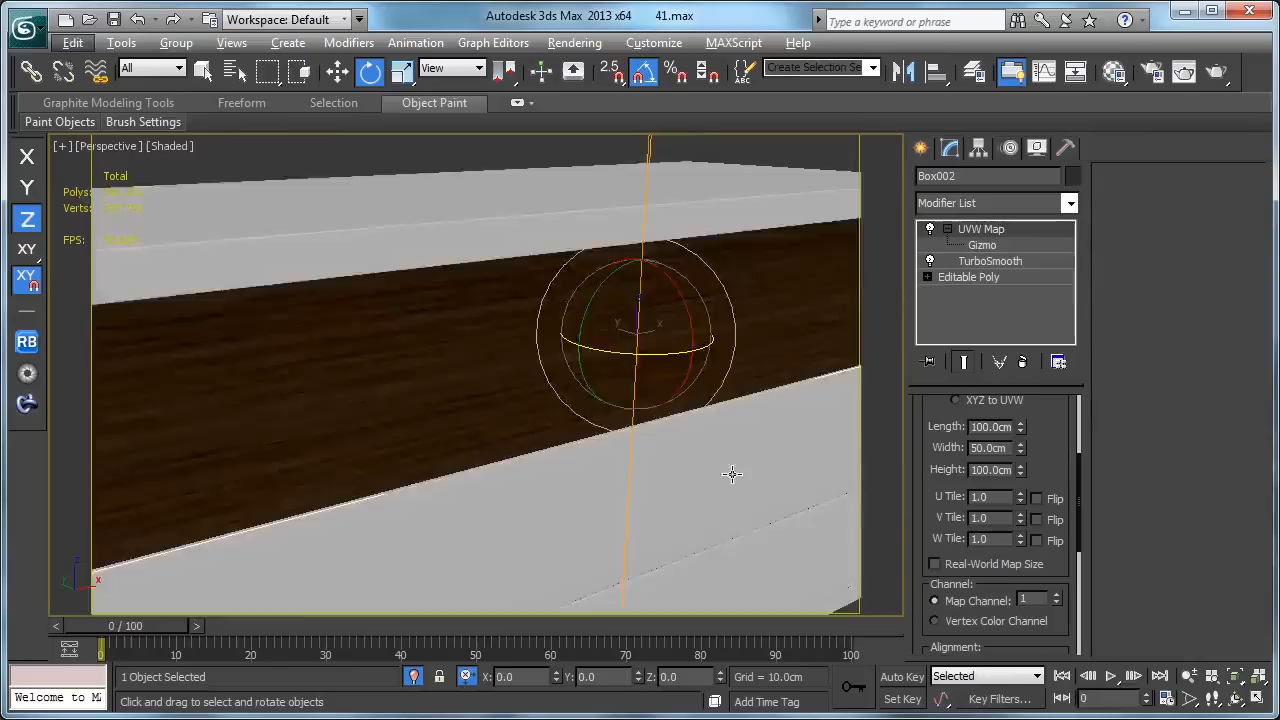 Workspace: Default
Autodesk 3ds Max 2013 x64 41.max
Type a keyword or phrase
Edit Tools Group Views Create Modifiers Animation Graph Editors Rendering Customize MAXScript Help
All View 2.5 Create Selection Se
Graphite Modeling Tools Freeform Selection Object Paint
Paint Objects Brush Settings
[+] [Perspective] [Shaded]
Total
Polys:
Verts:
FPS:
X
Y
Z
XY
XY
RB
Box002
Modifier List
UVW Map
Gizmo
TurboSmooth
Editable Poly
XYZ to UVW
Length: 100.0cm
Width: 50.0cm
Height: 100.0cm
U Tile: 1.0 Flip
V Tile: 1.0 Flip
W Tile: 1.0 Flip
Real-World Map Size
Channel:
Map Channel: 1
Vertex Color Channel
Alignment:
Y X
z
x
< 0 / 100 >
0 10 20 30 40 50 60 70 80 90 100
1 Object Selected X: 0.0 Y: 0.0 Z: 0.0 Grid = 10.0cm Auto Key Selected
Welcome to M
Click and drag to select and rotate objects Add Time Tag Set Key Key Filters... 0